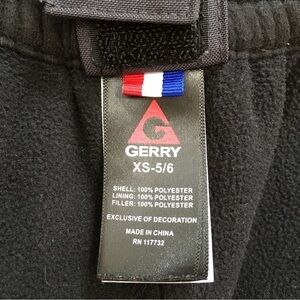 GERRY
XS-5/6
SHELL: 100% POLYESTER
LINING: 100% POLYESTER
FILLER: 100% POLYESTER
EXCLUSIVE OF DECORATION
MADE IN CHINA
RN 117732